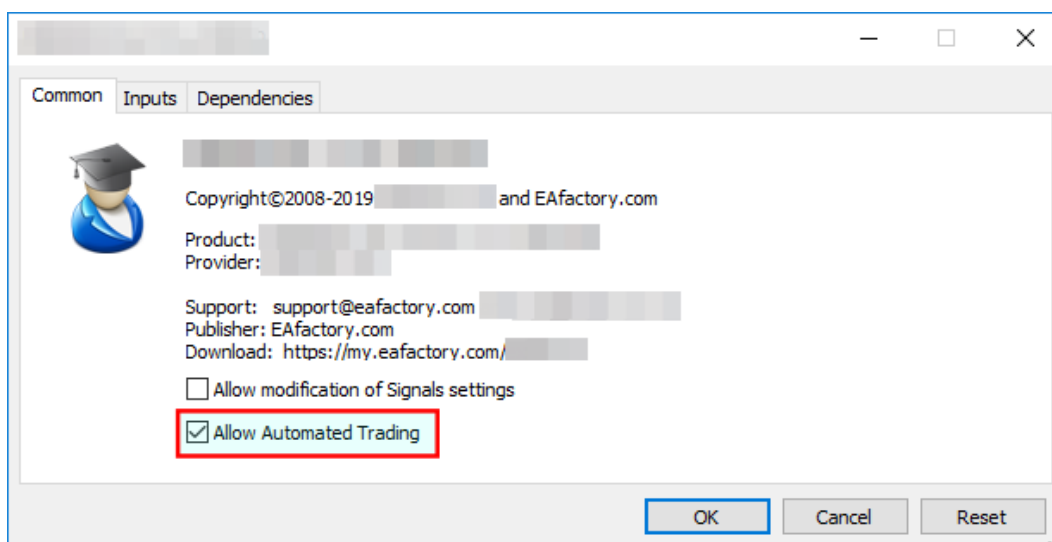 Common Inputs Dependencies
Copyright©2008-2019 and EAfactory.com
Product:
Provider:
Support: support@eafactory.com
Publisher: EAfactory.com
Download: https://my.eafactory.com/
Allow modification of Signals settings
Allow Automated Trading
OK Cancel Reset